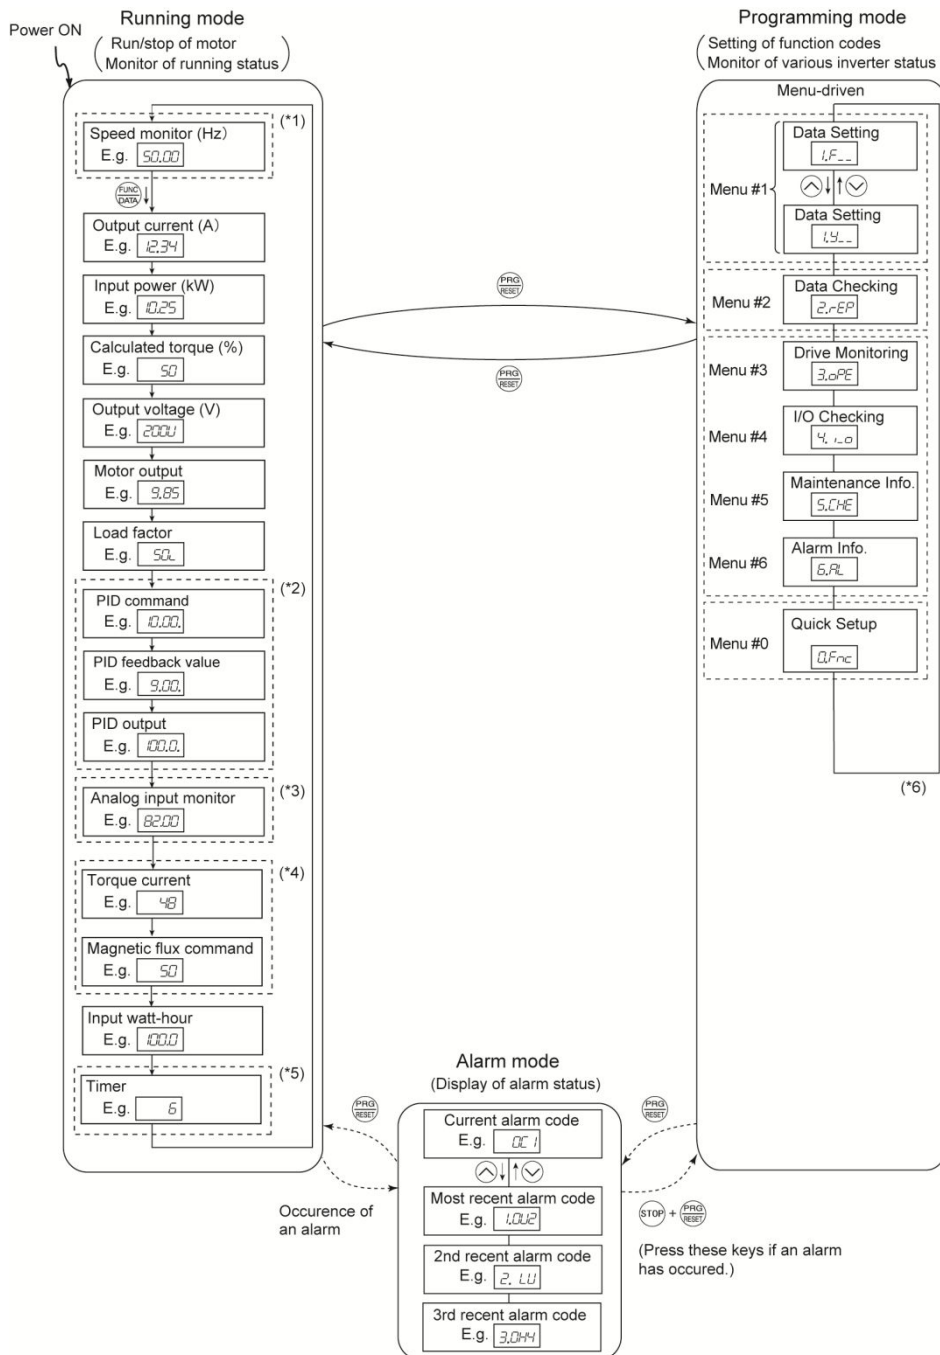 Power ON
Running mode
Run/stop of motor
Monitor of running status
(*1)
Speed monitor (Hz)
E.g. 50.00
FUNC
DATA
Output current (A)
E.g. 12.34
Input power (kW)
E.g. 10.25
Calculated torque (%)
E.g. 50
Output voltage (V)
E.g. 200U
Motor output
E.g. 9.85
Load factor
E.g. 50L
(*2)
PID command
E.g. 10.00.
PID feedback value
E.g. 9.00.
PID output
E.g. 100.0.
(*3)
Analog input monitor
E.g. 82.00
(*4)
Torque current
E.g. 48
Magnetic flux command
E.g. 50
Input watt-hour
E.g. 100.0
(*5)
Timer
E.g. 6
PRG
RESET
PRG
RESET
Programming mode
Setting of function codes
Monitor of various inverter status
Menu-driven
Menu #1
Data Setting
1.F__
Data Setting
1.y__
Menu #2
Data Checking
2.rEP
Menu #3
Drive Monitoring
3.oPE
Menu #4
I/O Checking
4.i_o
Menu #5
Maintenance Info.
5.CHE
Menu #6
Alarm Info.
6.AL
Menu #0
Quick Setup
0.Fnc
(*6)
Alarm mode
(Display of alarm status)
PRG
RESET
PRG
RESET
Current alarm code
E.g. 0C1
Most recent alarm code
E.g. 1.0U2
2nd recent alarm code
E.g. 2. LU
3rd recent alarm code
E.g. 3.0H4
Occurence of
an alarm
STOP + PRG
RESET
(Press these keys if an alarm
has occured.)